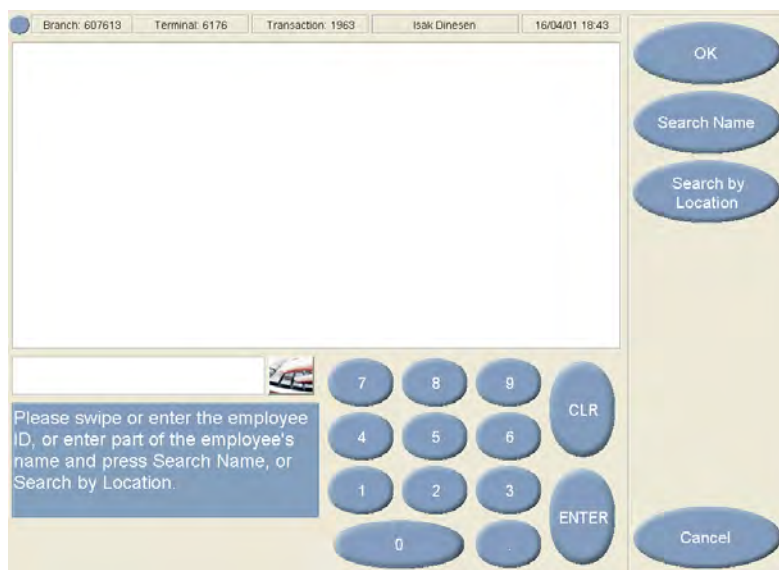 Branch: 607613
Terminal: 6176
Transaction: 1963
Isak Dinesen
16/04/01 18:43
OK
Search Name
Search by
Location
7
8
9
CLR
Please swipe or enter the employee
ID, or enter part of the employee's
name and press Search Name, or
Search by Location.
4
5
6
1
2
3
ENTER
0
.
Cancel